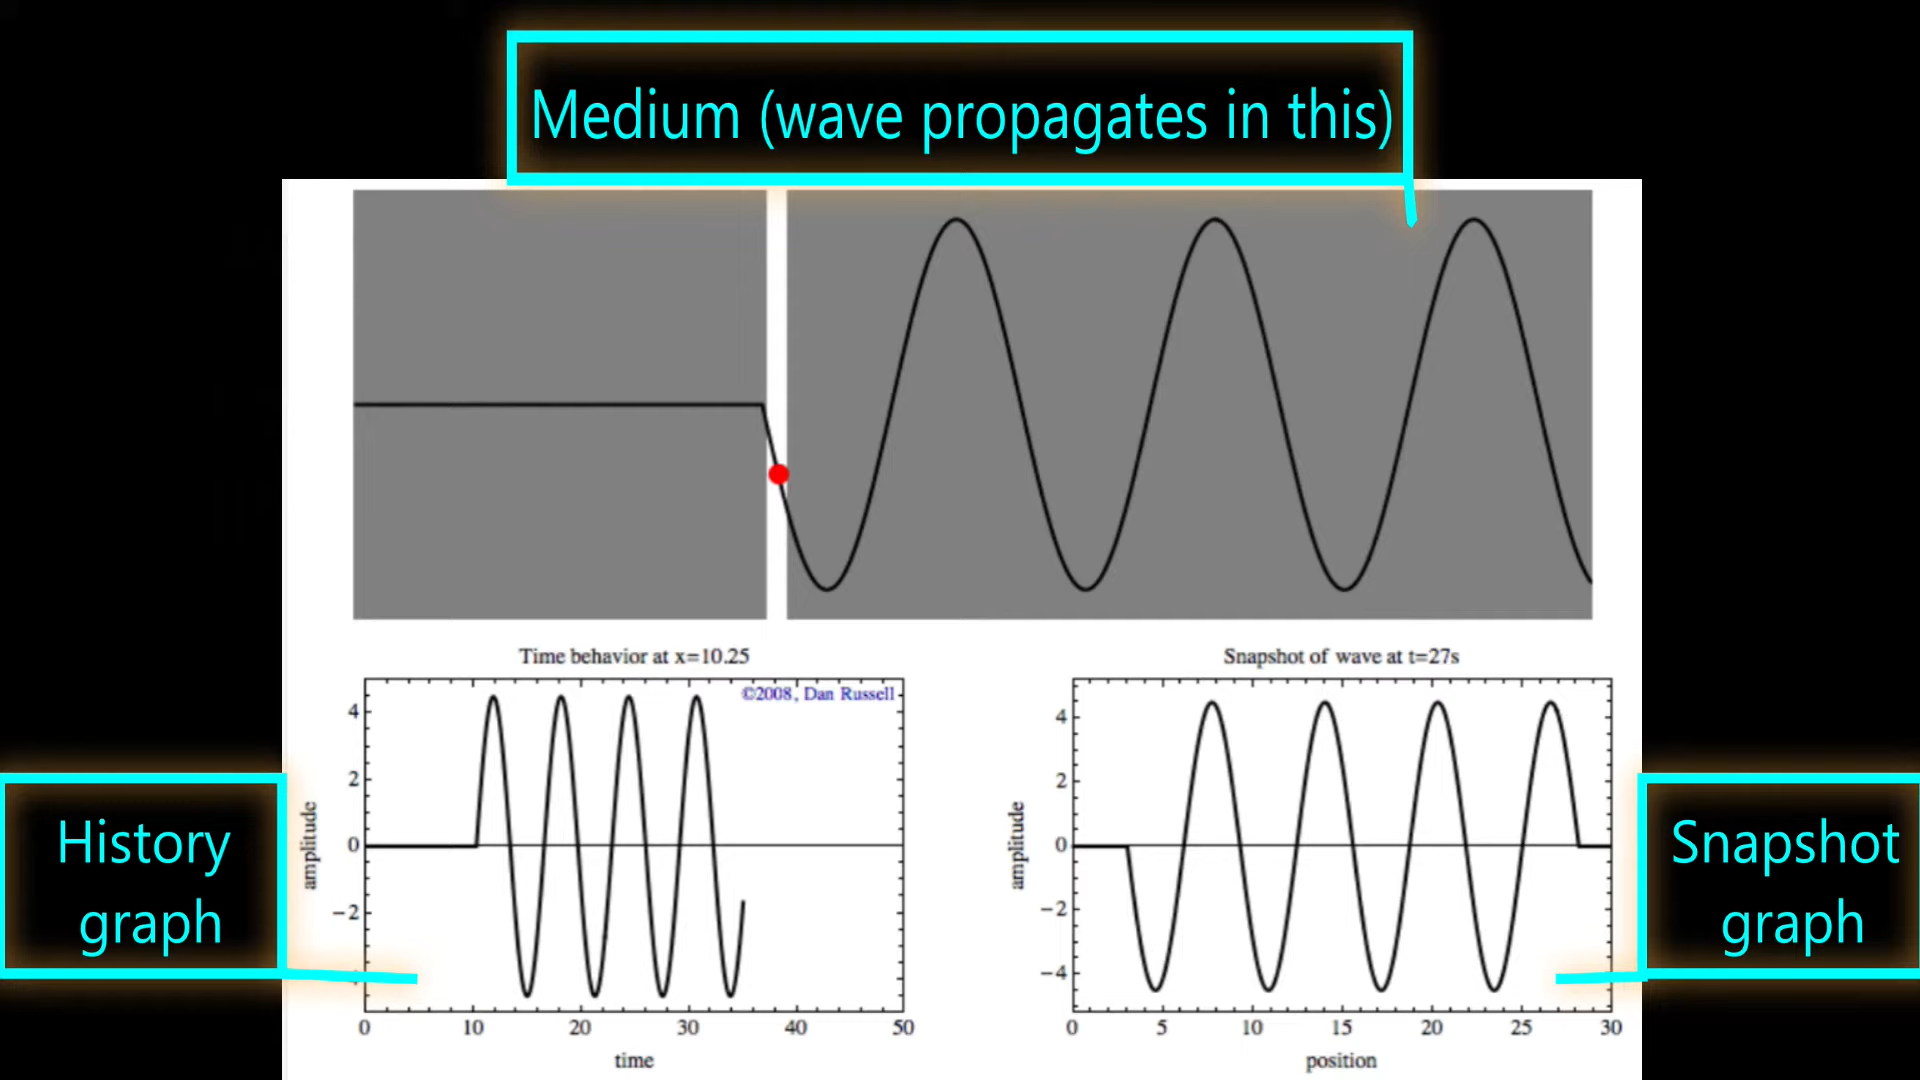 Medium (wave propagates in this)
Time behavior at x=10.25
Snapshot of wave at t=27s
©2008, Dan Russell
4
2
0
−2
amplitude
0 10 20 30 40 50
time
4
2
0
−2
−4
amplitude
0 5 10 15 20 25 30
position
History
graph
Snapshot
graph